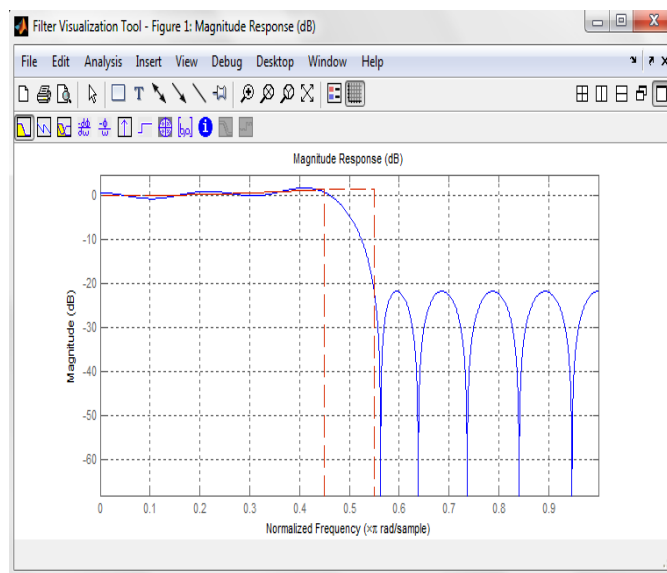 Filter Visualization Tool - Figure 1: Magnitude Response (dB)
File Edit Analysis Insert View Debug Desktop Window Help
T
[b,a]
i
Magnitude Response (dB)
0
-10
-20
-30
-40
-50
-60
Magnitude (dB)
0 0.1 0.2 0.3 0.4 0.5 0.6 0.7 0.8 0.9
Normalized Frequency (×π rad/sample)